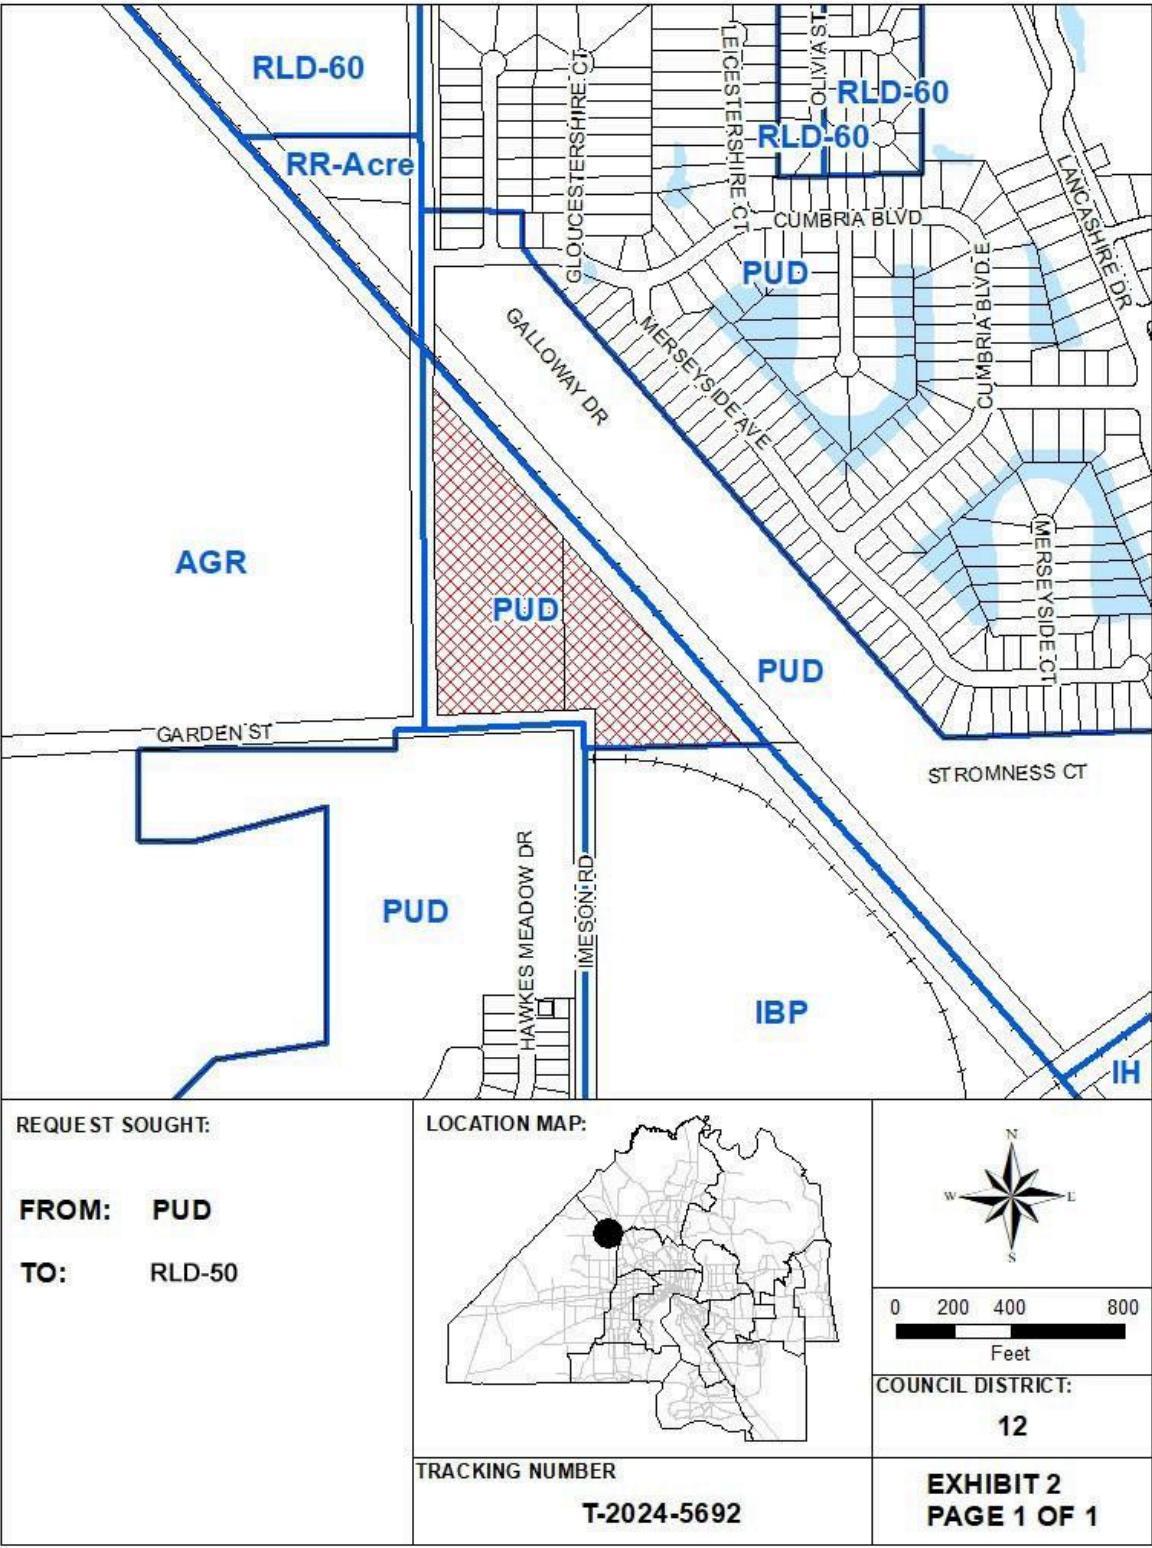 RLD-60
RR-Acre
GLOUCESTERSHIRE CT
LEICESTERSHIRE CT
OLIVIA ST
RLD-60
RLD-60
LANCASHIRE DR
CUMBRIA BLVD
PUD
CUMBRIA BLVD E
GALLOWAY DR
MERSEYSIDE AVE
AGR
PUD
MERSEYSIDE CT
PUD
GARDEN ST
STROMNESS CT
PUD
HAWKES MEADOW DR
IMESON RD
IBP
IH
REQUEST SOUGHT:
FROM: PUD
TO: RLD-50
LOCATION MAP:
N
W E
S
0 200 400 800
Feet
COUNCIL DISTRICT:
12
TRACKING NUMBER
T-2024-5692
EXHIBIT 2
PAGE 1 OF 1